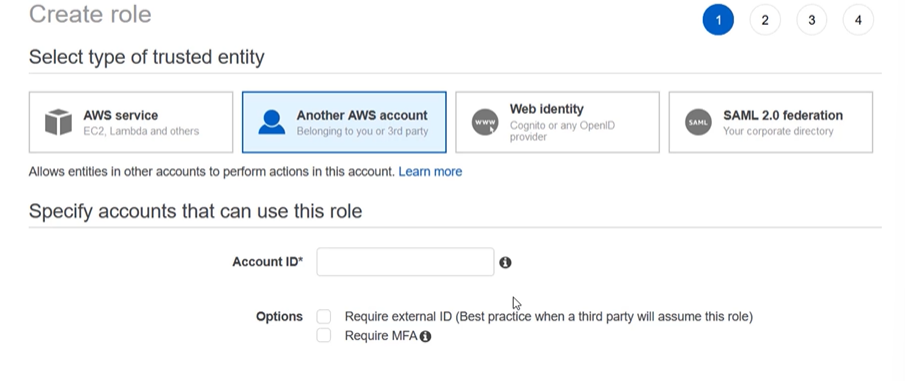 Create role
1 2 3 4
Select type of trusted entity
AWS service
EC2, Lambda and others
Another AWS account
Belonging to you or 3rd party
www
Web identity
Cognito or any OpenID
provider
SAML
SAML 2.0 federation
Your corporate directory
Allows entities in other accounts to perform actions in this account. Learn more
Specify accounts that can use this role
Account ID*
Options
Require external ID (Best practice when a third party will assume this role)
Require MFA